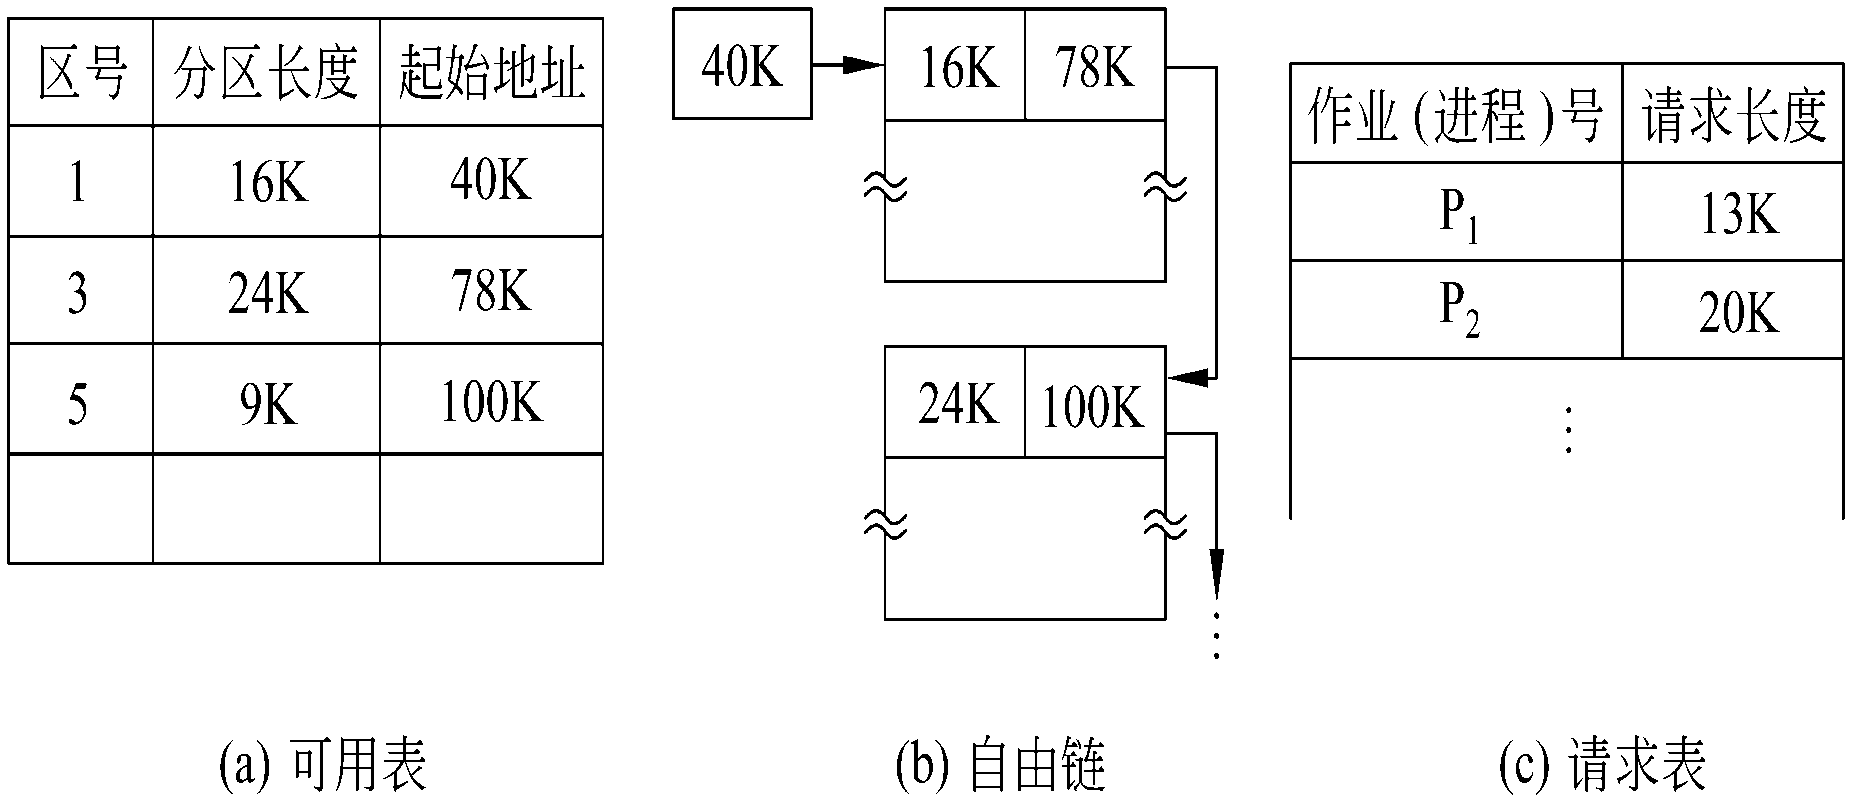 区号 分区长度 起始地址
1 16K 40K
3 24K 78K
5 9K 100K
(a) 可用表
40K 16K 78K
24K 100K
⋮
(b) 自由链
作业(进程)号 请求长度
P₁ 13K
P₂ 20K
⋮
(c) 请求表